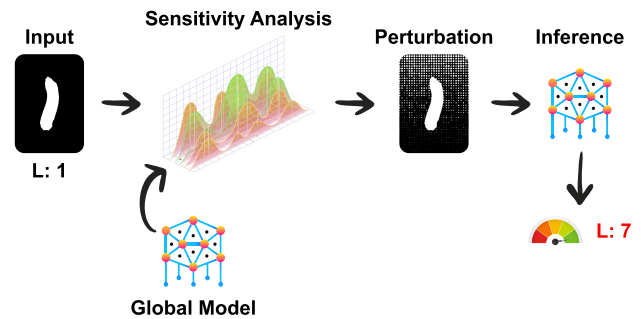 Input
Sensitivity Analysis
Perturbation
Inference
L: 1
L: 7
Global Model